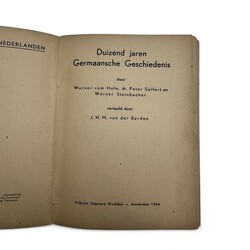 NEDERLANDEN
Duizend jaren
Germaansche Geschiedenis
door
Werner vom Hofe, dr. Peter Seifert en
Werner Steinbecher
vertaald door
J. H. M. van der Eerden
Volksche Uitgeverij Westland - Amsterdam 1944